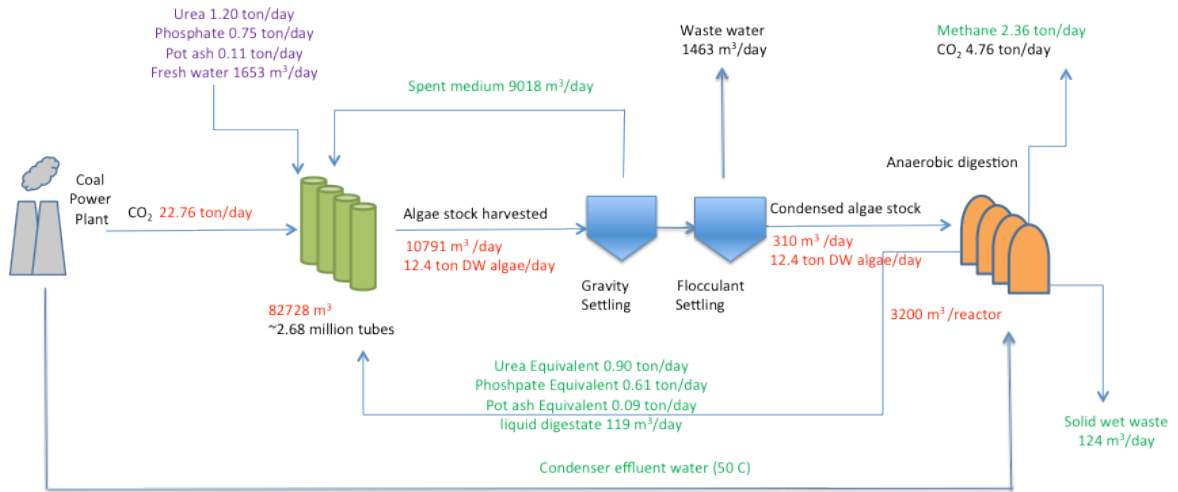 Urea 1.20 ton/day
Phosphate 0.75 ton/day
Pot ash 0.11 ton/day
Fresh water 1653 m³/day
Waste water
1463 m³/day
Methane 2.36 ton/day
CO₂ 4.76 ton/day
Spent medium 9018 m³/day
Anaerobic digestion
Coal
Power
Plant
CO₂ 22.76 ton/day
Algae stock harvested
10791 m³ /day
12.4 ton DW algae/day
Condensed algae stock
310 m³ /day
12.4 ton DW algae/day
Gravity
Settling
Flocculant
Settling
82728 m³
~2.68 million tubes
3200 m³/reactor
Urea Equivalent 0.90 ton/day
Phoshpate Equivalent 0.61 ton/day
Pot ash Equivalent 0.09 ton/day
liquid digestate 119 m³/day
Solid wet waste
124 m³/day
Condenser effluent water (50 C)